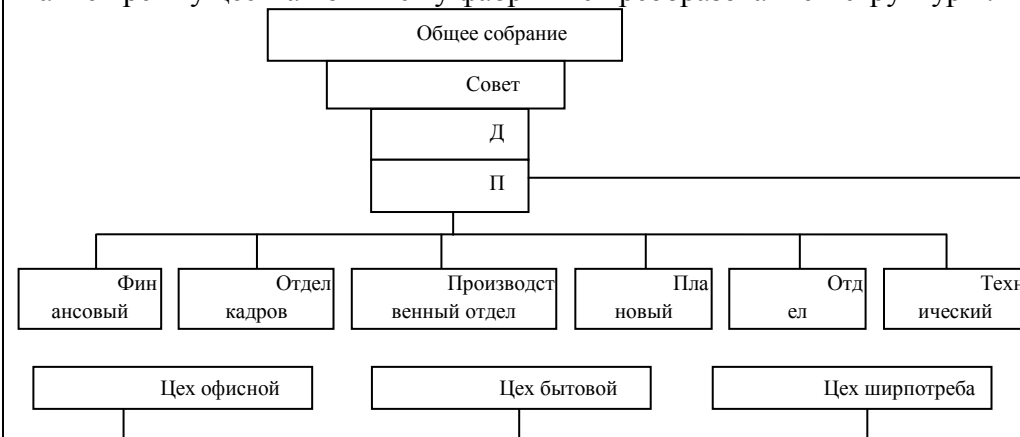 Общее собрание
Совет
Д
П
Фин
ансовый
Отдел
кадров
Производст
венный отдел
Пла
новый
Отд
ел
Техн
ический
Цех офисной
Цех бытовой
Цех ширпотреба